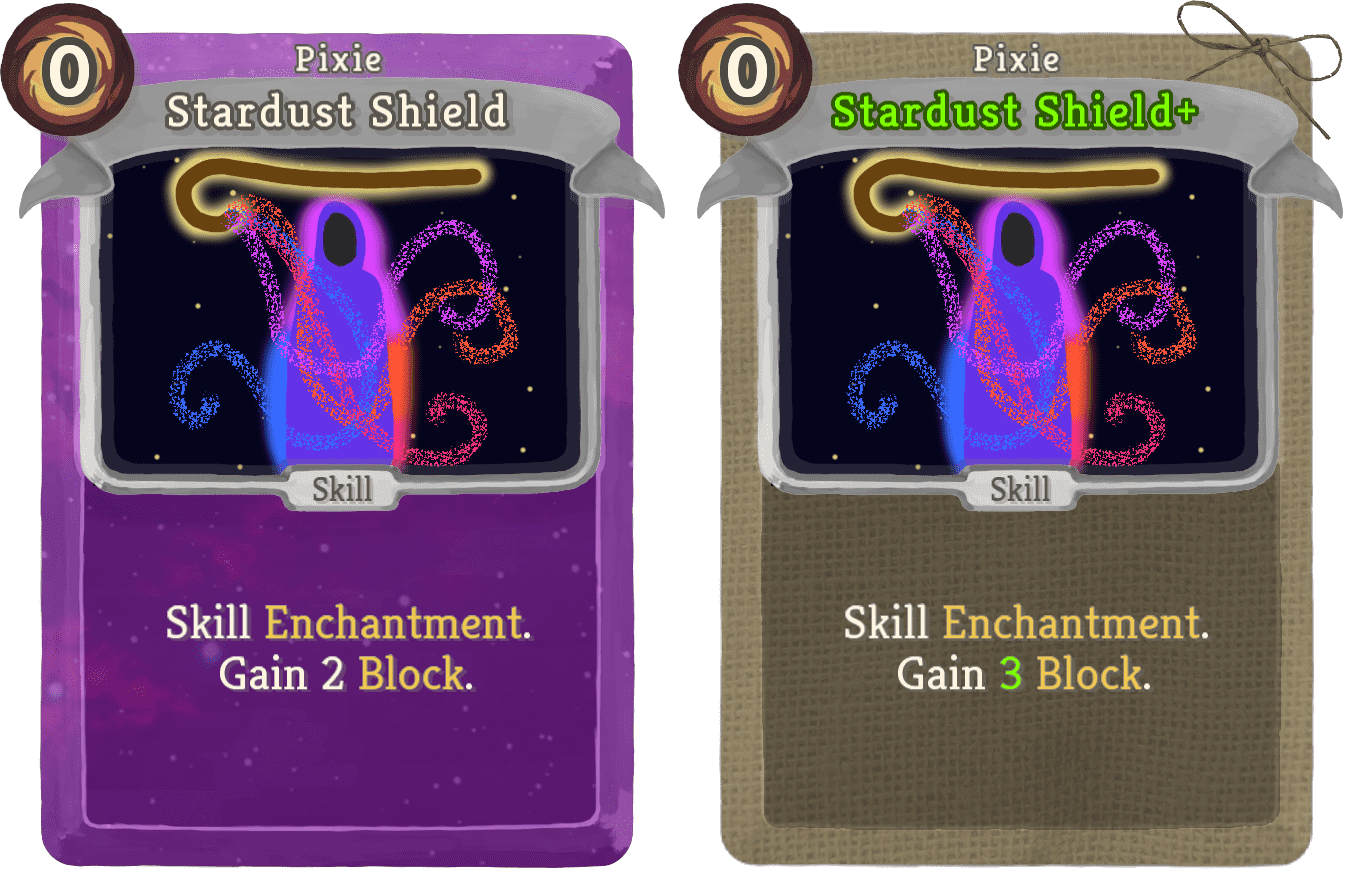 0
Pixie
Stardust Shield
Skill
Skill Enchantment.
Gain 2 Block.
0
Pixie
Stardust Shield+
Skill
Skill Enchantment.
Gain 3 Block.